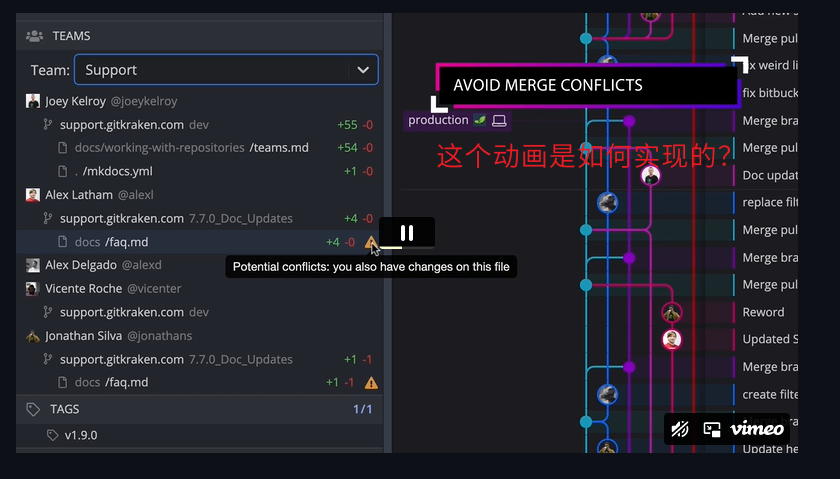 TEAMS
Team: Support
Joey Kelroy @joeykelroy
support.gitkraken.com dev +55 -0
docs/working-with-repositories /teams.md +54 -0
. /mkdocs.yml +1 -0
Alex Latham @alexl
support.gitkraken.com 7.7.0_Doc_Updates +4 -0
docs /faq.md +4 -0
Potential conflicts: you also have changes on this file
Alex Delgado @alexd
Vicente Roche @vicenter
support.gitkraken.com dev
Jonathan Silva @jonathans
support.gitkraken.com 7.7.0_Doc_Updates +1 -1
docs /faq.md +1 -1
TAGS 1/1
v1.9.0
AVOID MERGE CONFLICTS
production
这个动画是如何实现的?
Merge pul
x weird li
fix bitbuck
Merge bra
Merge pul
Doc updat
replace filt
Merge pul
Merge bra
Merge pul
Reword
Updated S
Merge bra
create filte
Update he
vimeo